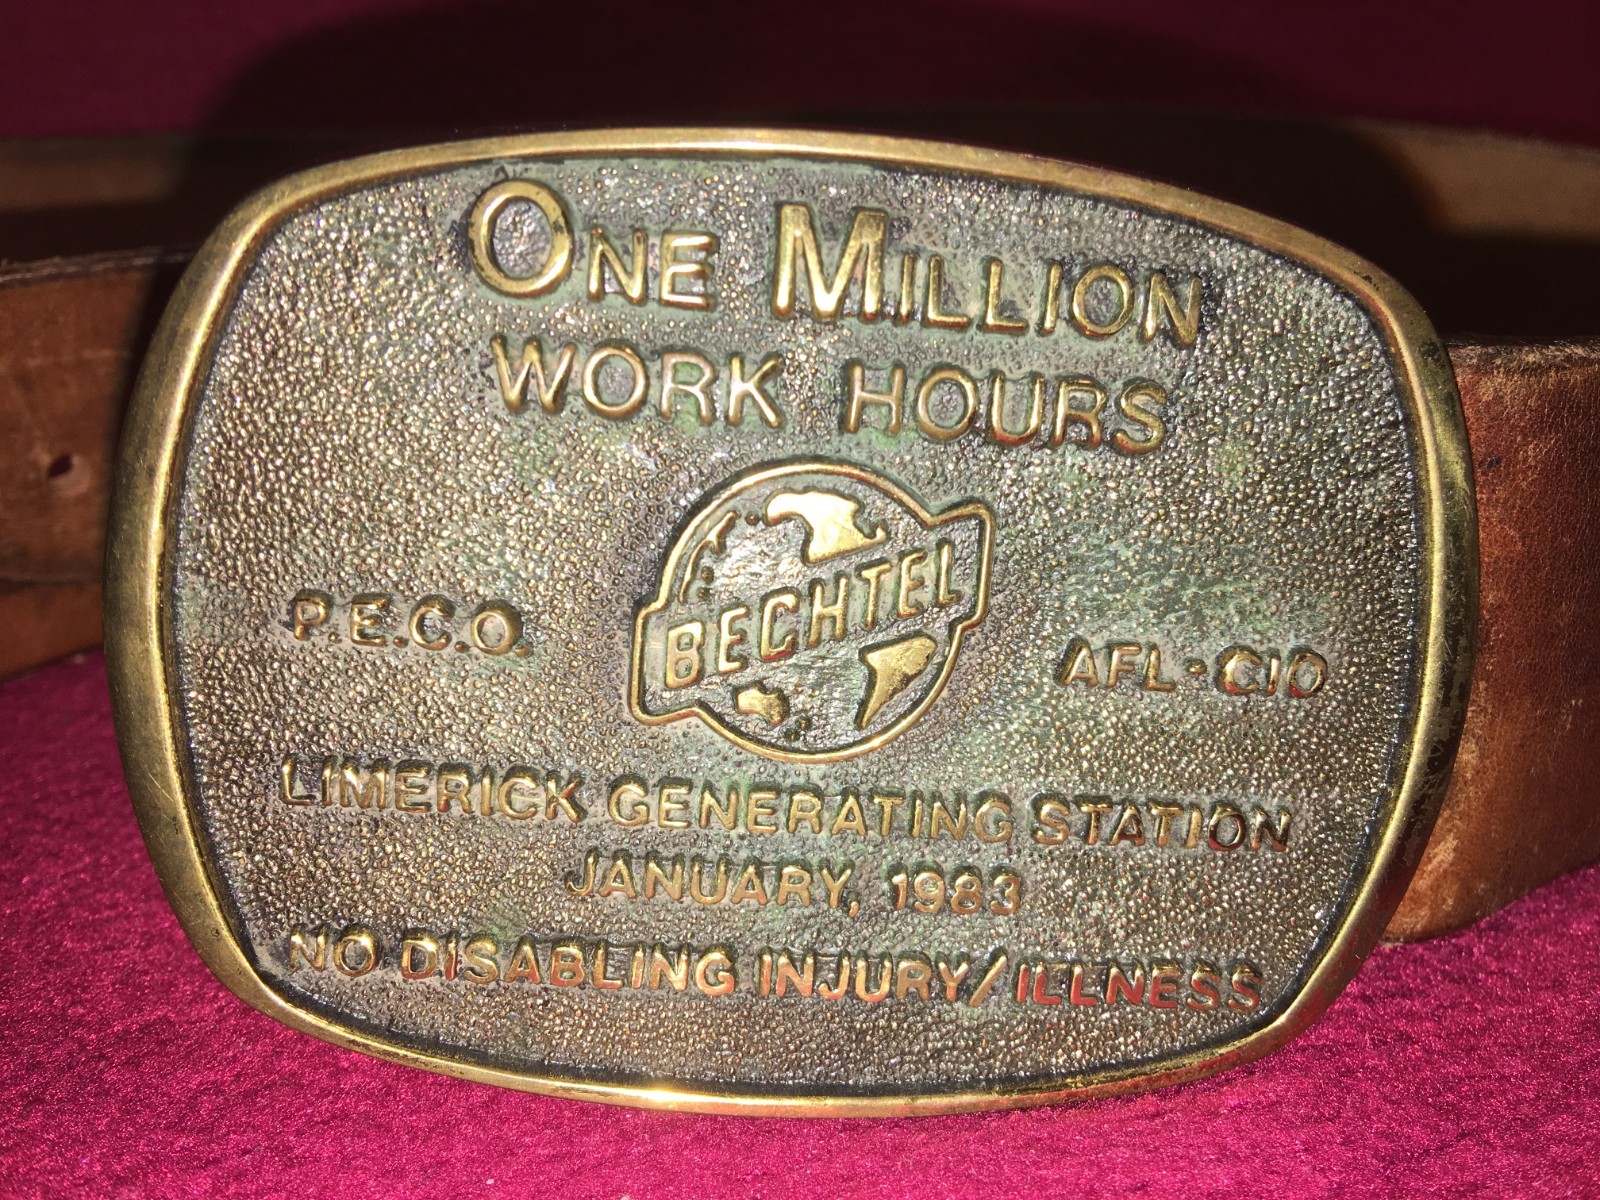 ONE MILLION
WORK HOURS
BECHTEL
P.E.C.O.
AFL-CIO
LIMERICK GENERATING STATION
JANUARY, 1983
NO DISABLING INJURY/ILLNESS